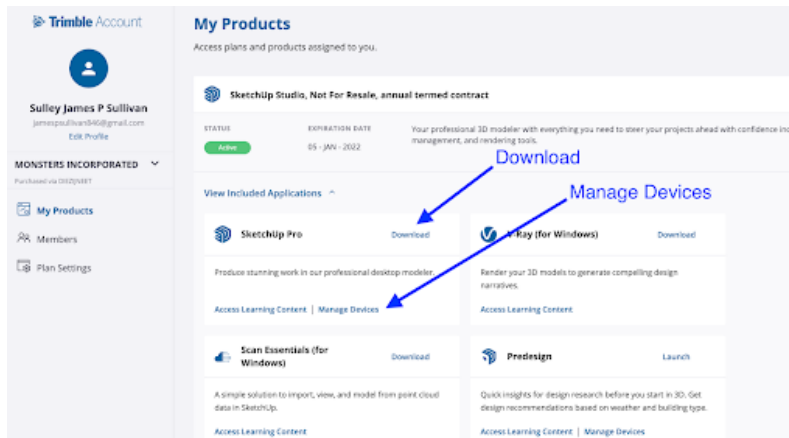 Trimble Account
My Products
Access plans and products assigned to you.
Sulley James P Sullivan
jamespsullivan846@gmail.com
Edit Profile
MONSTERS INCORPORATED
Purchased via
My Products
Members
Plan Settings
SketchUp Studio, Not For Resale, annual termed contract
STATUS
EXPIRATION DATE
Active
05 - JAN - 2022
Your professional 3D modeler with everything you need to steer your projects ahead with confidence
management, and rendering tools.
Download
Manage Devices
View Included Applications
SketchUp Pro
Download
Produce stunning work in our professional desktop modeler.
Access Learning Content | Manage Devices
V-Ray (for Windows)
Download
Render your 3D models to generate compelling design
narratives.
Access Learning Content
Scan Essentials (for
Windows)
Download
A simple solution to import, view, and model from point cloud
data in SketchUp.
Access Learning Content
Predesign
Launch
Quick insights for design research before you start in 3D. Get
design recommendations based on weather and building type.
Access Learning Content | Manage Devices